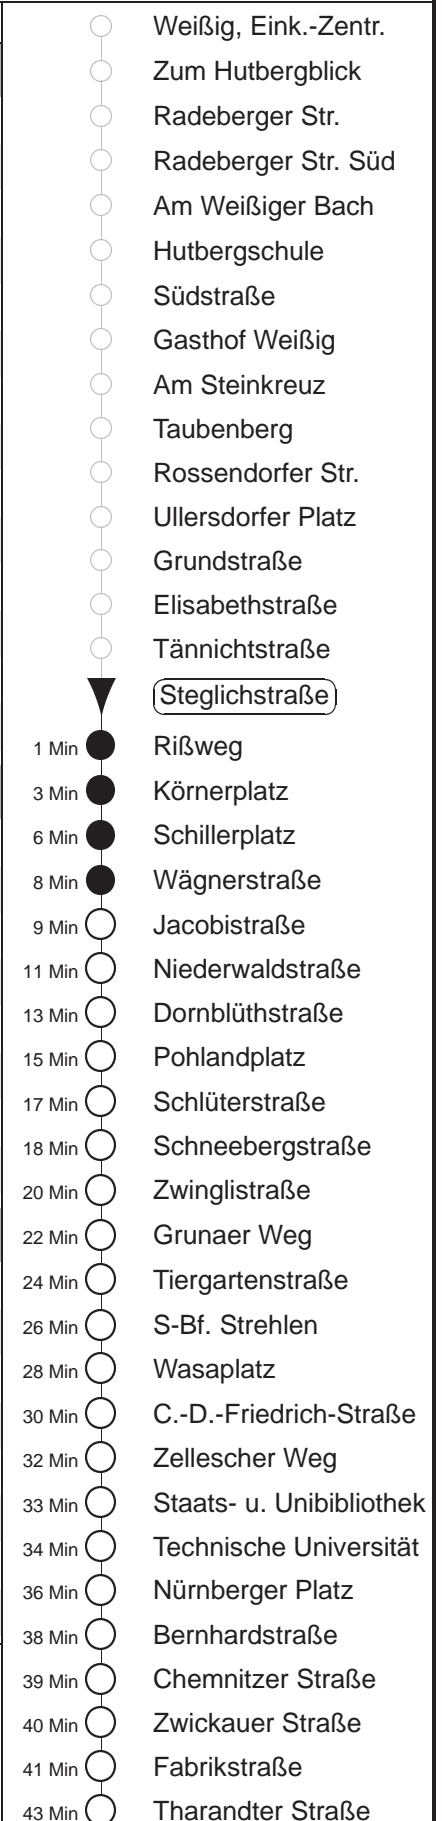 Weißig, Eink.-Zentr.
Zum Hutbergblick
Radeberger Str.
Radeberger Str. Süd
Am Weißiger Bach
Hutbergschule
Südstraße
Gasthof Weißig
Am Steinkreuz
Taubenberg
Rossendorfer Str.
Ullersdorfer Platz
Grundstraße
Elisabethstraße
Tännichtstraße
Steglichstraße
1 Min Rißweg
3 Min Körnerplatz
6 Min Schillerplatz
8 Min Wägnerstraße
9 Min Jacobistraße
11 Min Niederwaldstraße
13 Min Dornblüthstraße
15 Min Pohlandplatz
17 Min Schlüterstraße
18 Min Schneebergstraße
20 Min Zwinglistraße
22 Min Grunaer Weg
24 Min Tiergartenstraße
26 Min S-Bf. Strehlen
28 Min Wasaplatz
30 Min C.-D.-Friedrich-Straße
32 Min Zellescher Weg
33 Min Staats- u. Unibibliothek
34 Min Technische Universität
36 Min Nürnberger Platz
38 Min Bernhardstraße
39 Min Chemnitzer Straße
40 Min Zwickauer Straße
41 Min Fabrikstraße
43 Min Tharandter Straße